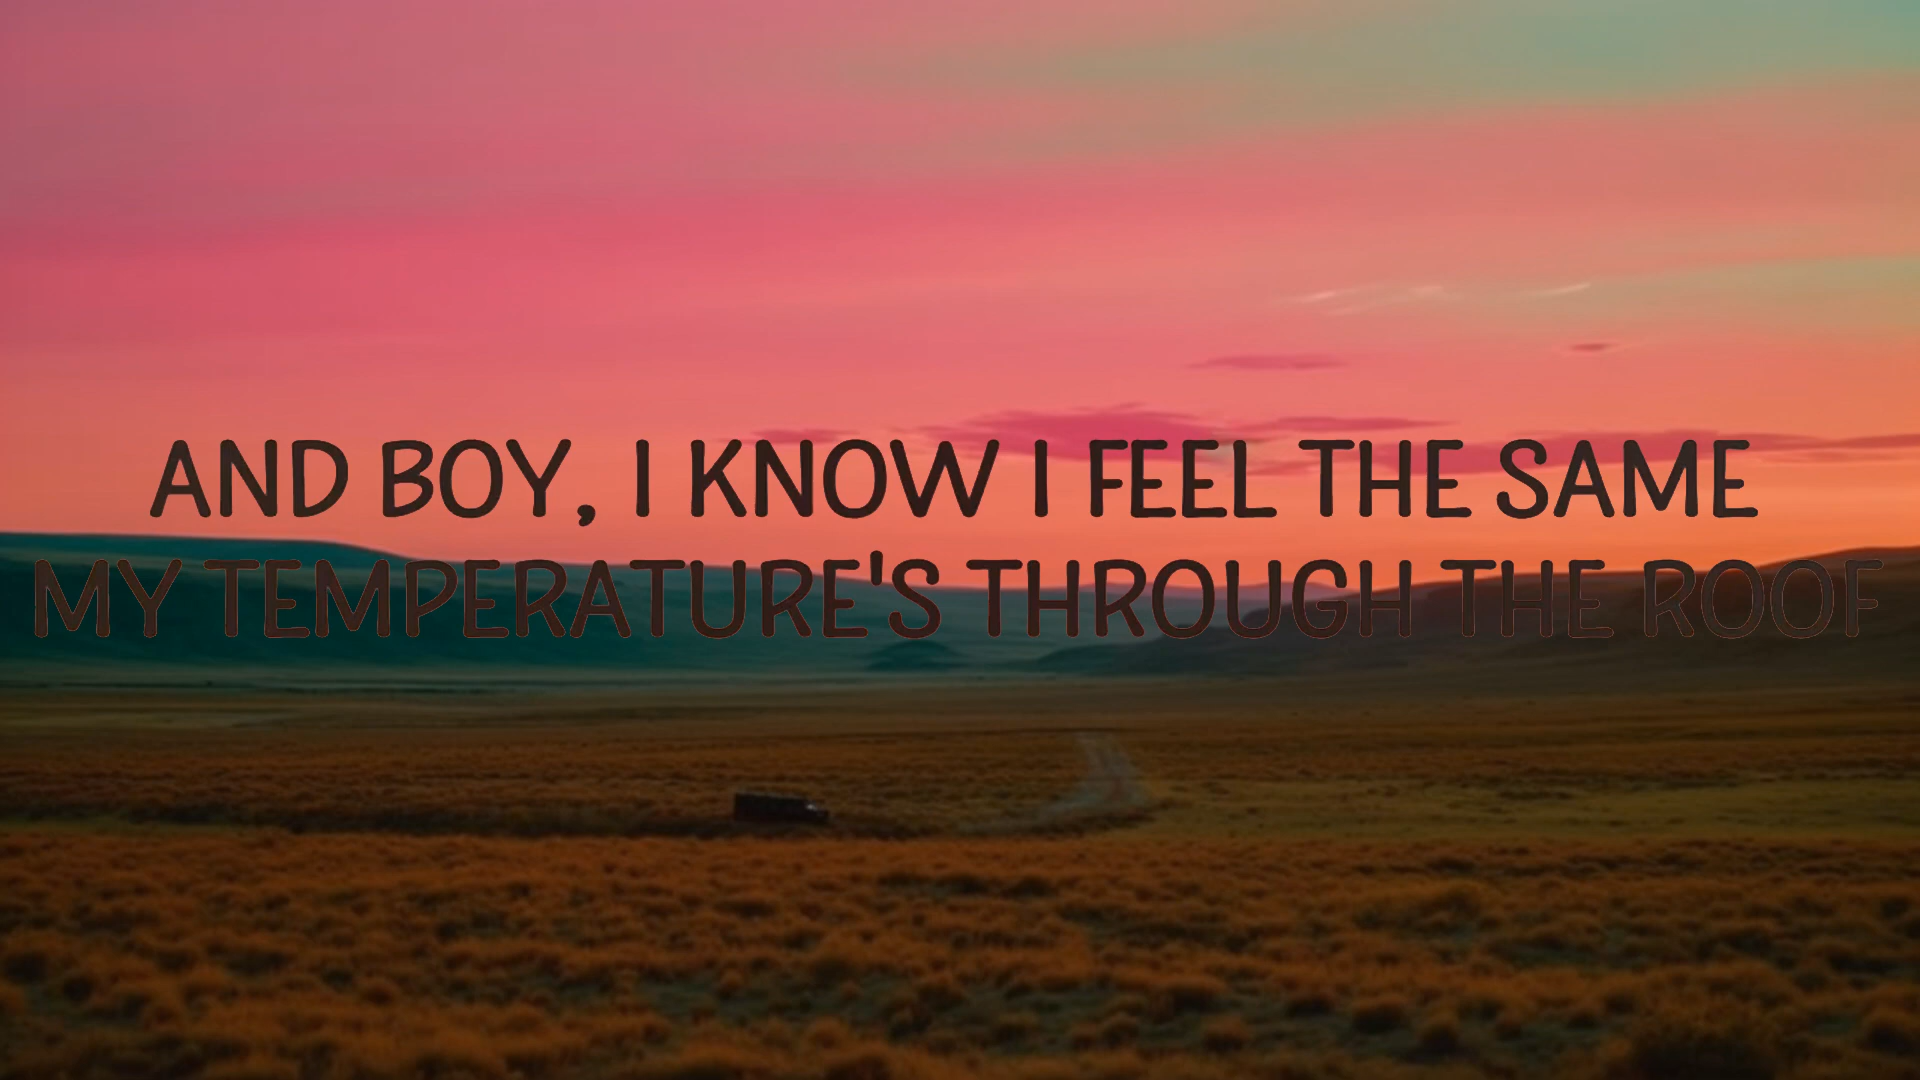 AND BOY, I KNOW I FEEL THE SAME
MY TEMPERATURE'S THROUGH THE ROOF